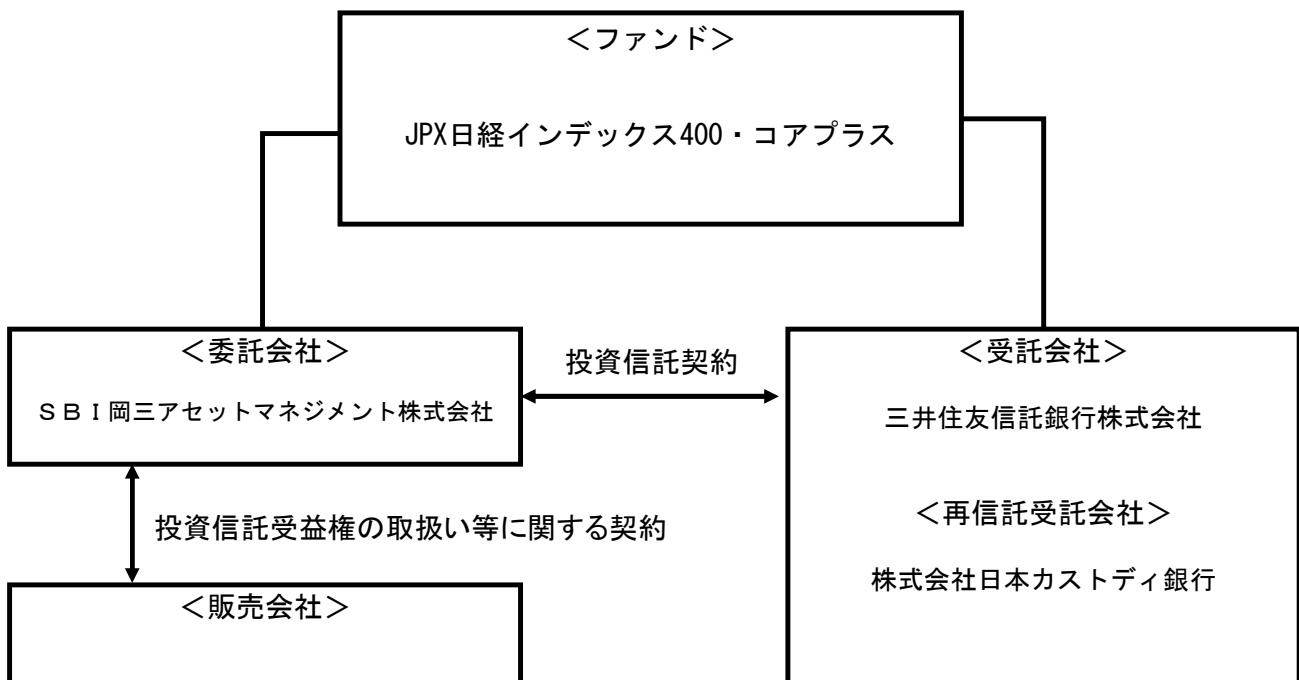 ＜ファンド＞
JPX日経インデックス400・コアプラス
＜委託会社＞
ＳＢＩ岡三アセットマネジメント株式会社
投資信託契約
＜受託会社＞
三井住友信託銀行株式会社
＜再信託受託会社＞
株式会社日本カストディ銀行
投資信託受益権の取扱い等に関する契約
＜販売会社＞